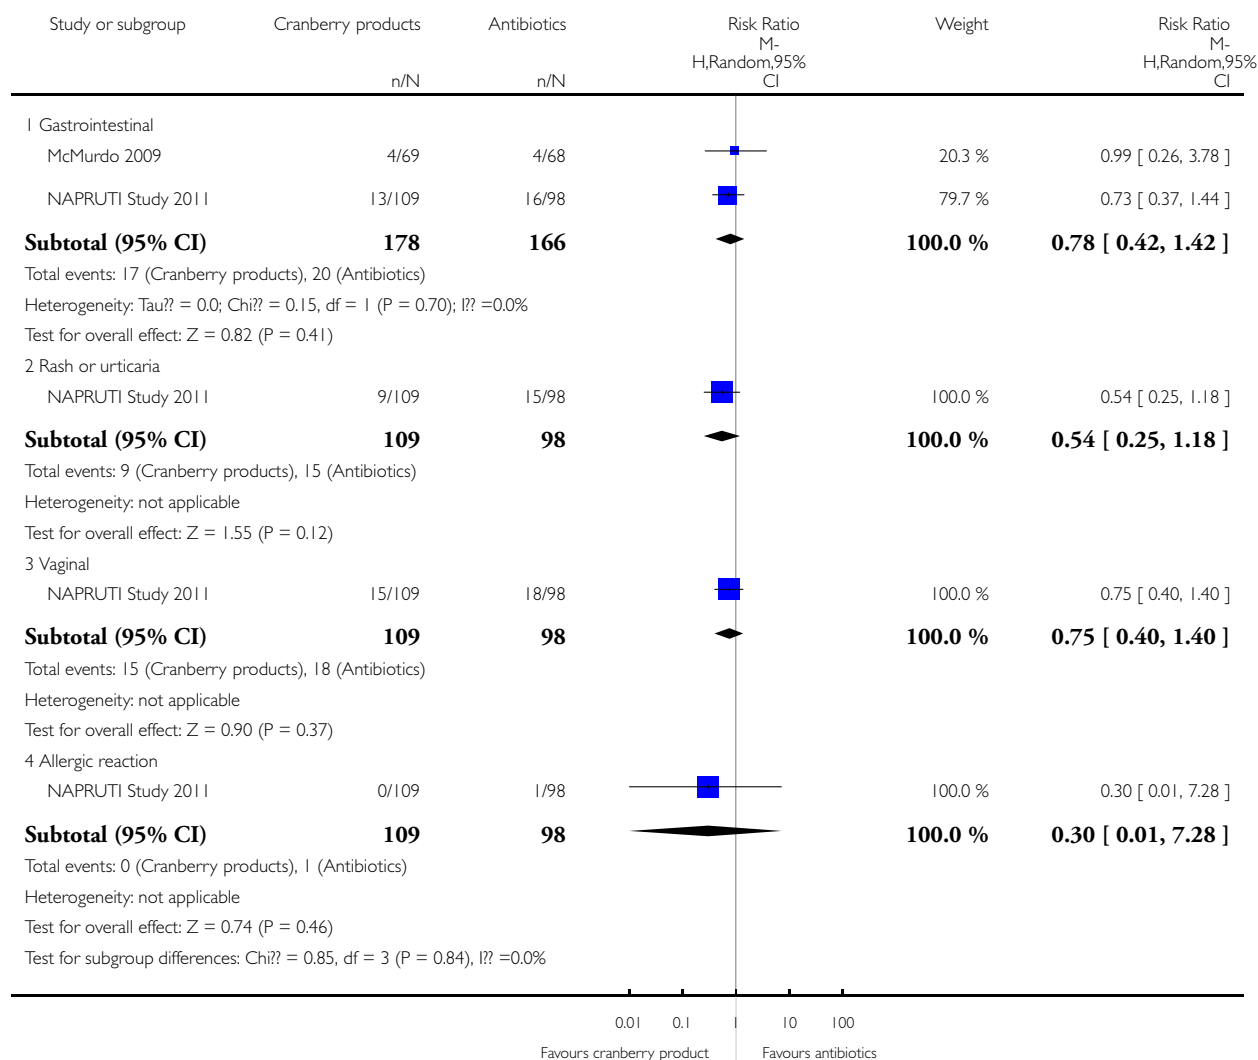 Study or subgroup Cranberry products Antibiotics Risk Ratio Weight Risk Ratio
M- M-
H,Random,95% H,Random,95%
n/N n/N CI CI
1 Gastrointestinal
McMurdo 2009 4/69 4/68 20.3 % 0.99 [ 0.26, 3.78 ]
NAPRUTI Study 2011 13/109 16/98 79.7 % 0.73 [ 0.37, 1.44 ]
Subtotal (95% CI) 178 166 100.0 % 0.78 [ 0.42, 1.42 ]
Total events: 17 (Cranberry products), 20 (Antibiotics)
Heterogeneity: Tau?? = 0.0; Chi?? = 0.15, df = 1 (P = 0.70); I?? =0.0%
Test for overall effect: Z = 0.82 (P = 0.41)
2 Rash or urticaria
NAPRUTI Study 2011 9/109 15/98 100.0 % 0.54 [ 0.25, 1.18 ]
Subtotal (95% CI) 109 98 100.0 % 0.54 [ 0.25, 1.18 ]
Total events: 9 (Cranberry products), 15 (Antibiotics)
Heterogeneity: not applicable
Test for overall effect: Z = 1.55 (P = 0.12)
3 Vaginal
NAPRUTI Study 2011 15/109 18/98 100.0 % 0.75 [ 0.40, 1.40 ]
Subtotal (95% CI) 109 98 100.0 % 0.75 [ 0.40, 1.40 ]
Total events: 15 (Cranberry products), 18 (Antibiotics)
Heterogeneity: not applicable
Test for overall effect: Z = 0.90 (P = 0.37)
4 Allergic reaction
NAPRUTI Study 2011 0/109 1/98 100.0 % 0.30 [ 0.01, 7.28 ]
Subtotal (95% CI) 109 98 100.0 % 0.30 [ 0.01, 7.28 ]
Total events: 0 (Cranberry products), 1 (Antibiotics)
Heterogeneity: not applicable
Test for overall effect: Z = 0.74 (P = 0.46)
Test for subgroup differences: Chi?? = 0.85, df = 3 (P = 0.84), I?? =0.0%
0.01 0.1 1 10 100
Favours cranberry product Favours antibiotics